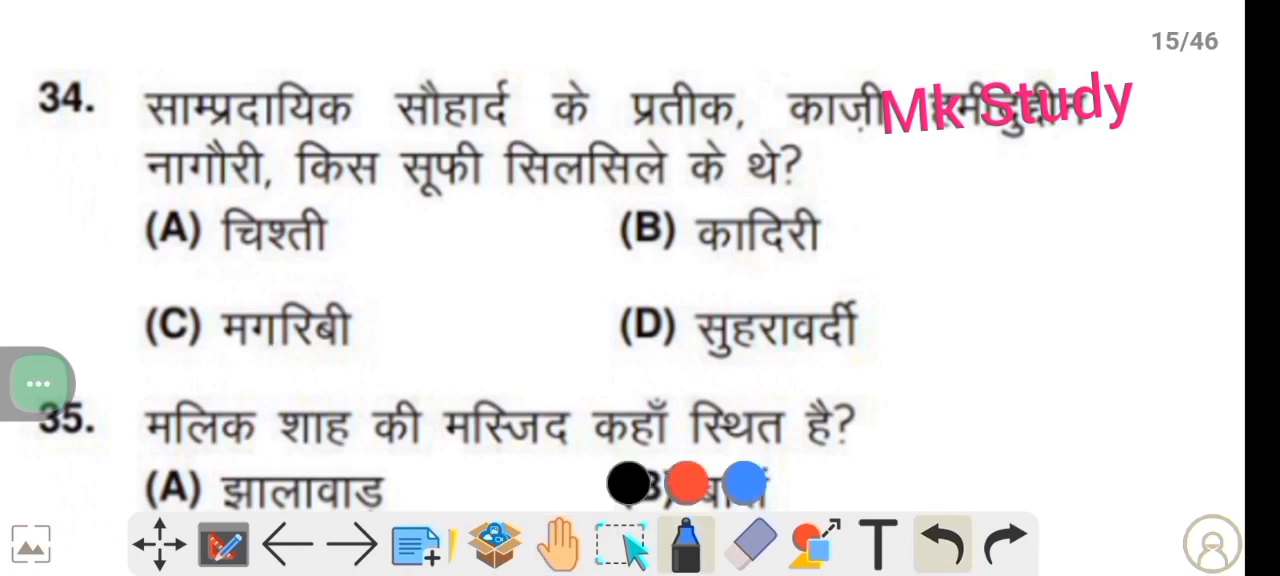 15/46
34. साम्प्रदायिक सौहार्द के प्रतीक, काज़ी Mk Study
नागौरी, किस सूफी सिलसिले के थे?
(A) चिश्ती (B) कादिरी
(C) मगरिबी (D) सुहरावर्दी
35. मलिक शाह की मस्जिद कहाँ स्थित है?
(A) झालावाड़
T